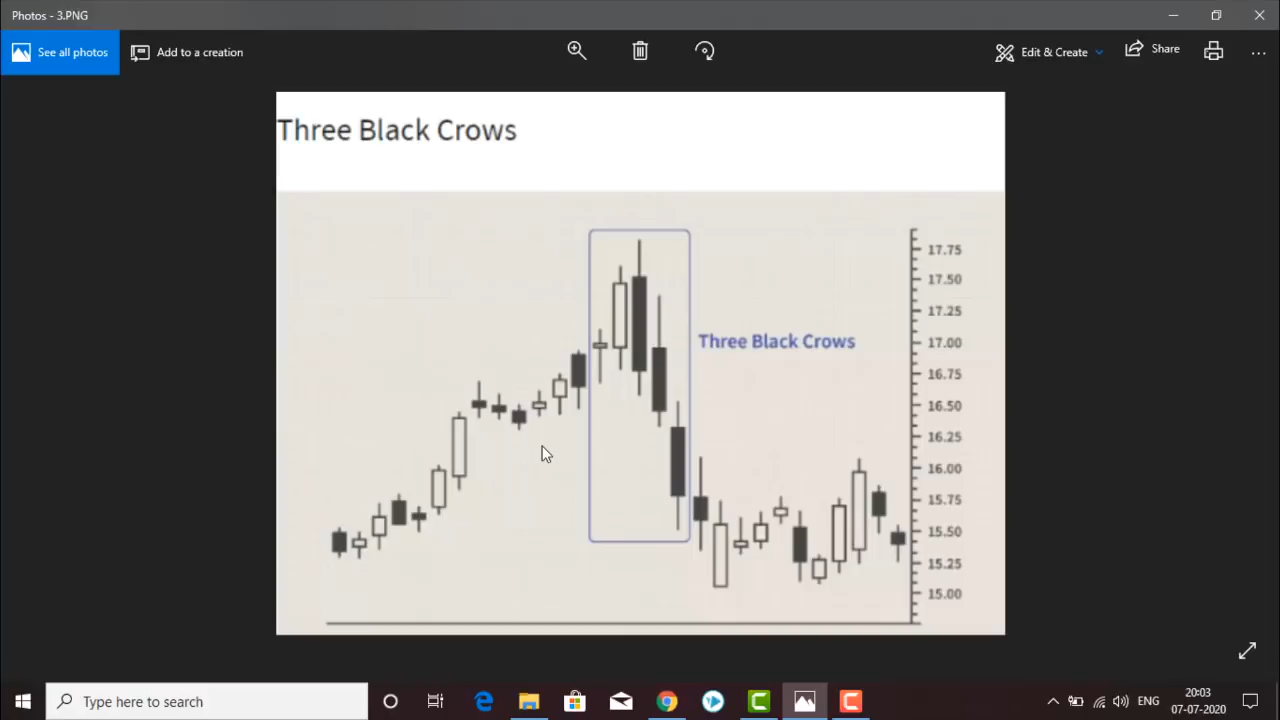 Photos - 3.PNG
See all photos
Add to a creation
Edit & Create
Share
Three Black Crows
17.75
17.50
17.25
Three Black Crows
17.00
16.75
16.50
16.25
16.00
15.75
15.50
15.25
15.00
Type here to search
ENG
20:03
07-07-2020